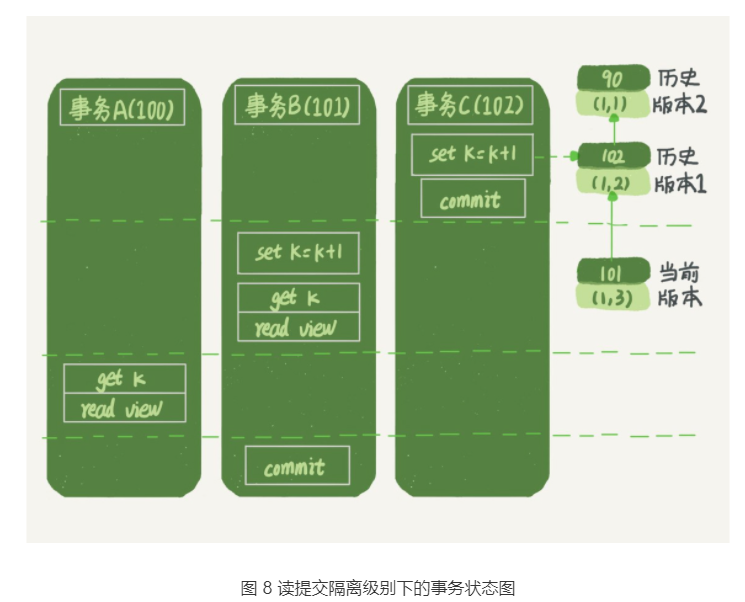 事务A(100)
get k
read view
事务B(101)
set k=k+1
get k
read view
commit
事务C(102)
set k=k+1
commit
90
(1,1)
历史
版本2
102
(1,2)
历史
版本1
101
(1,3)
当前
版本
图 8 读提交隔离级别下的事务状态图